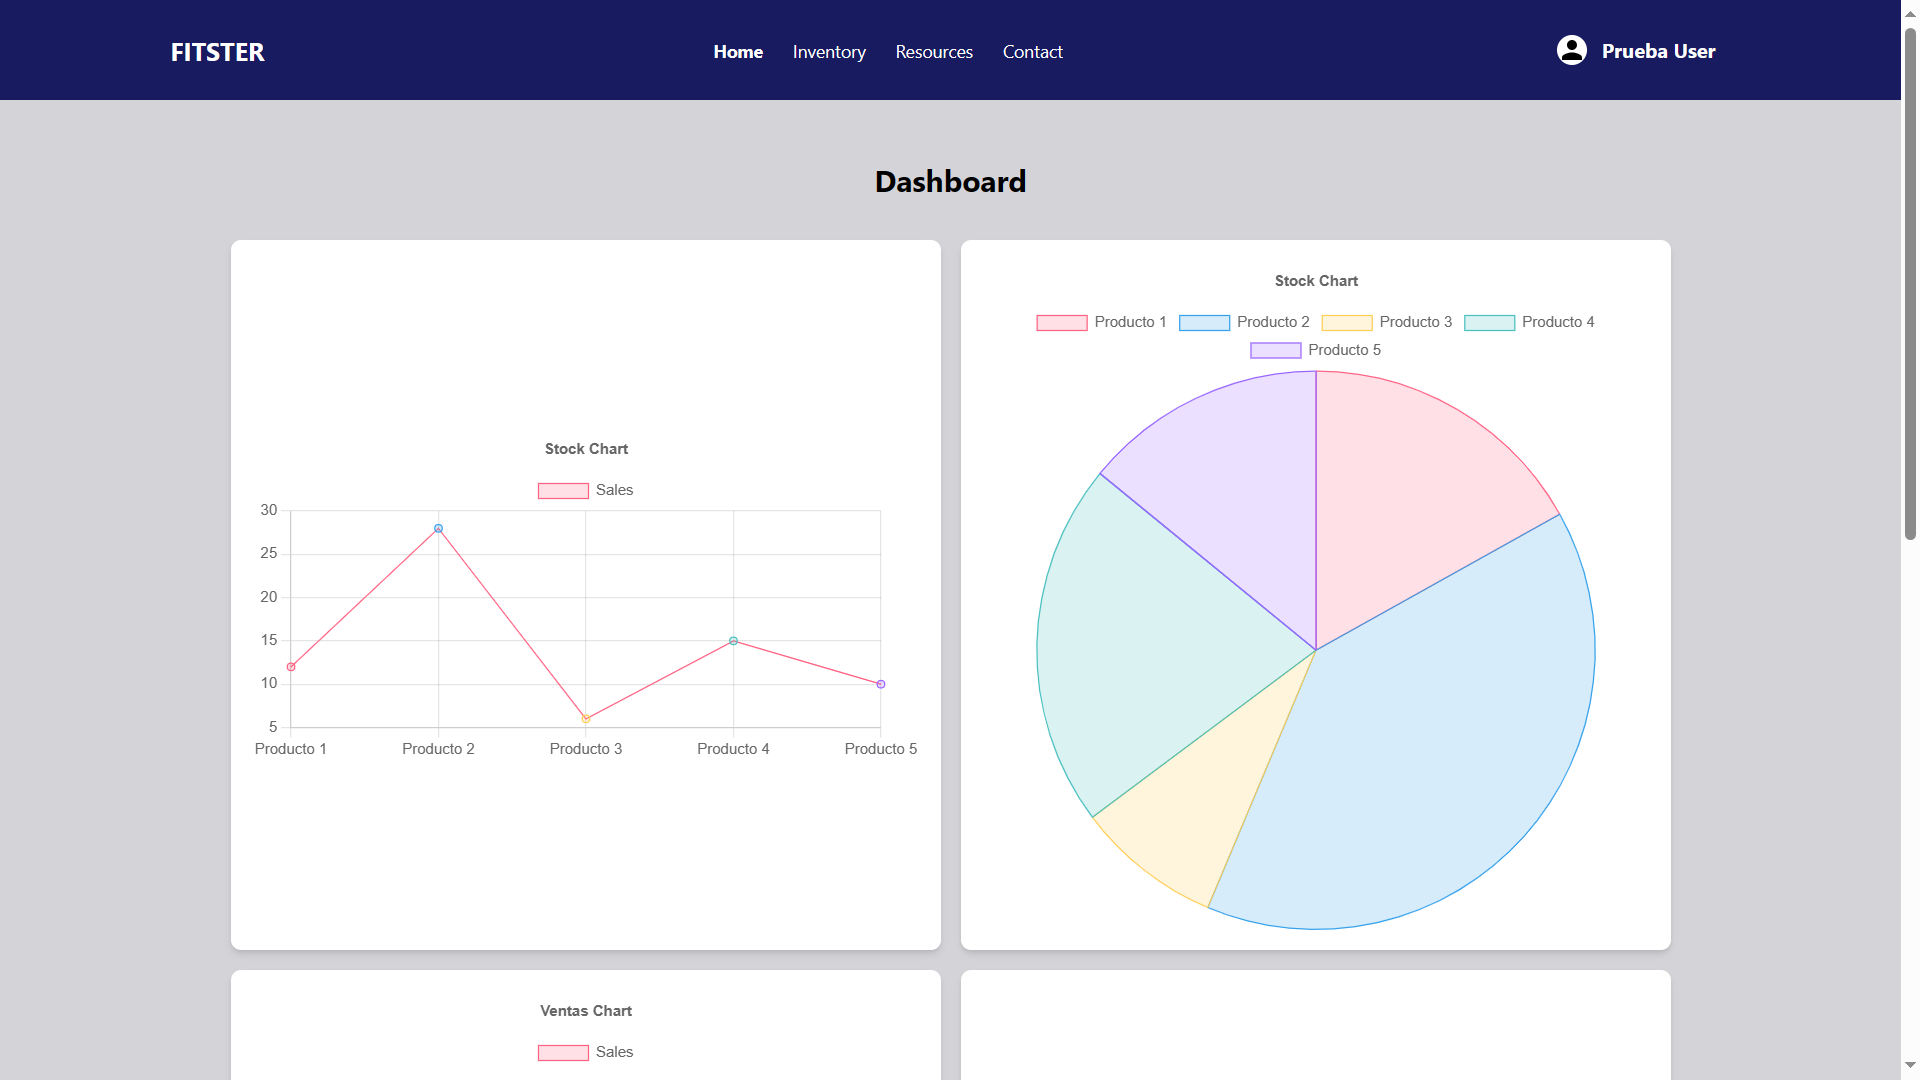 FITSTER
Home Inventory Resources Contact
Prueba User
Dashboard
Stock Chart
Sales
30
25
20
15
10
5
Producto 1 Producto 2 Producto 3 Producto 4 Producto 5
Stock Chart
Producto 1 Producto 2 Producto 3 Producto 4
Producto 5
Ventas Chart
Sales